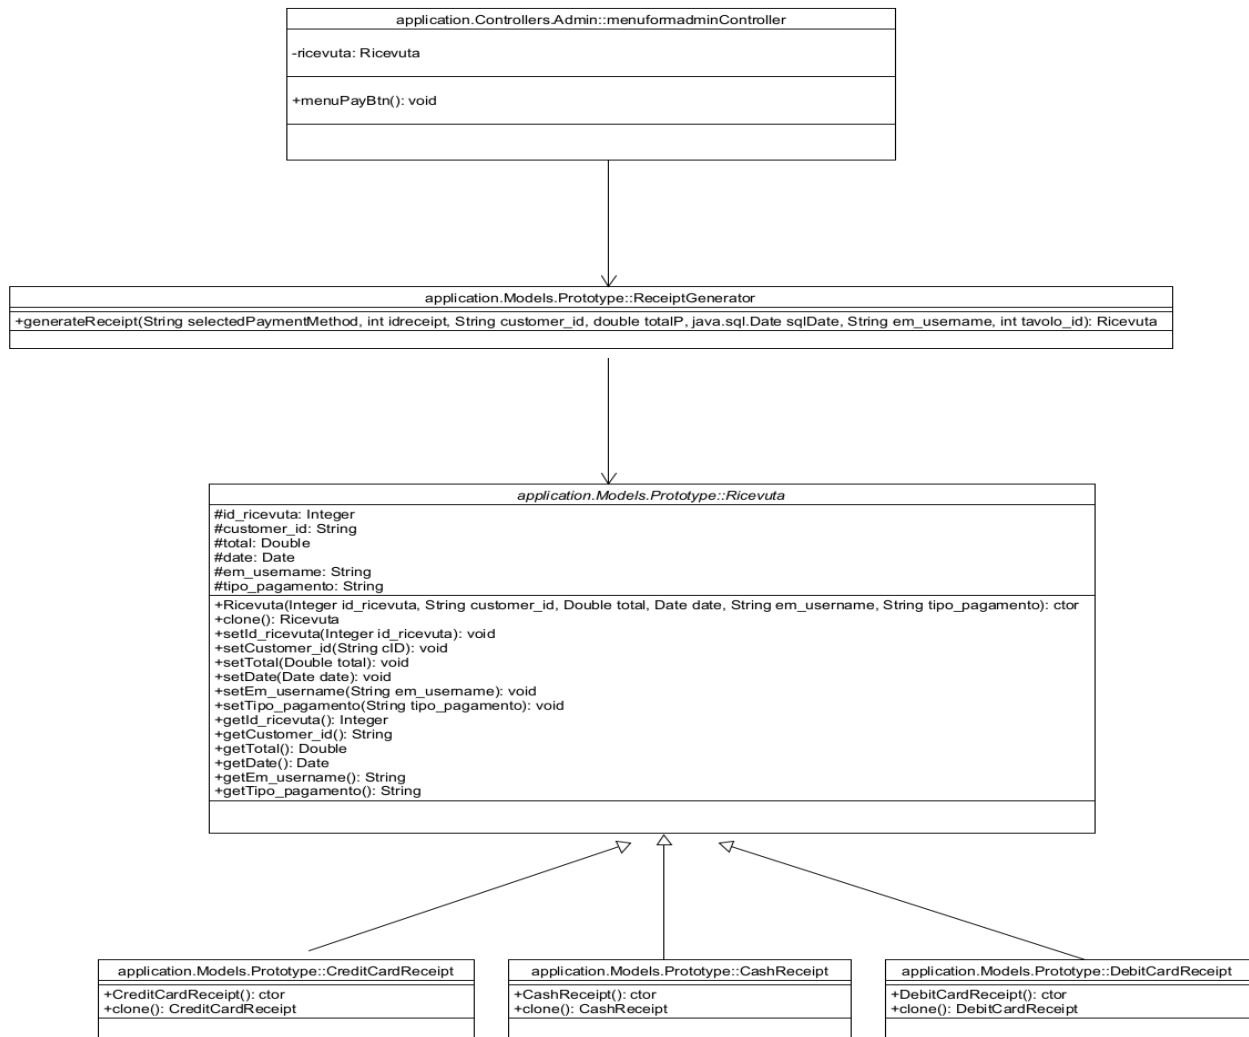 application.Controllers.Admin::menuformadminController
-ricevuta: Ricevuta
+menuPayBtn(): void
application.Models.Prototype::ReceiptGenerator
+generateReceipt(String selectedPaymentMethod, int idreceipt, String customer_id, double totalP, java.sql.Date sqlDate, String em_username, int tavolo_id): Ricevuta
application.Models.Prototype::Ricevuta
#id_ricevuta: Integer
#customer_id: String
#total: Double
#date: Date
#em_username: String
#tipo_pagamento: String
+Ricevuta(Integer id_ricevuta, String customer_id, Double total, Date date, String em_username, String tipo_pagamento): ctor
+clone(): Ricevuta
+setId_ricevuta(Integer id_ricevuta): void
+setCustomer_id(String cID): void
+setTotal(Double total): void
+setDate(Date date): void
+setEm_username(String em_username): void
+setTipo_pagamento(String tipo_pagamento): void
+getId_ricevuta(): Integer
+getCustomer_id(): String
+getTotal(): Double
+getDate(): Date
+getEm_username(): String
+getTipo_pagamento(): String
application.Models.Prototype::CreditCardReceipt
+CreditCardReceipt(): ctor
+clone(): CreditCardReceipt
application.Models.Prototype::CashReceipt
+CashReceipt(): ctor
+clone(): CashReceipt
application.Models.Prototype::DebitCardReceipt
+DebitCardReceipt(): ctor
+clone(): DebitCardReceipt